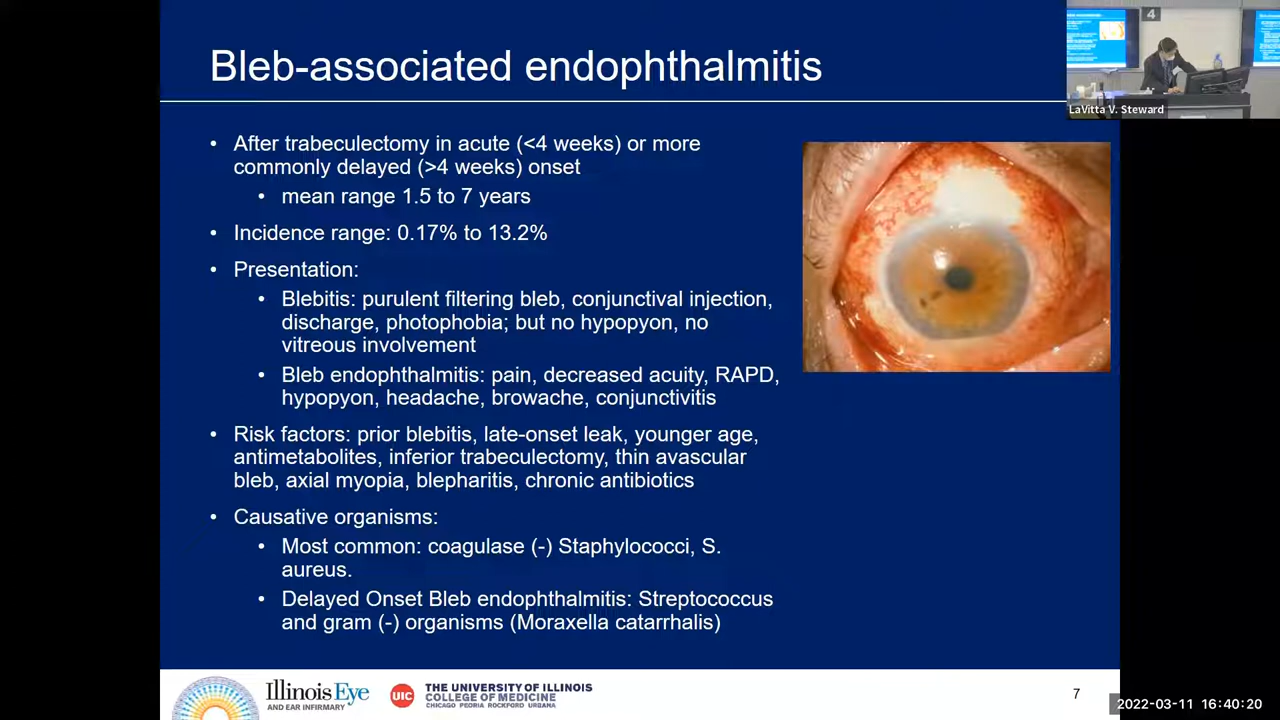 Bleb-associated endophthalmitis
4
LaVitta V. Steward
• After trabeculectomy in acute (<4 weeks) or more
commonly delayed (>4 weeks) onset
• mean range 1.5 to 7 years
• Incidence range: 0.17% to 13.2%
• Presentation:
• Blebitis: purulent filtering bleb, conjunctival injection,
discharge, photophobia; but no hypopyon, no
vitreous involvement
• Bleb endophthalmitis: pain, decreased acuity, RAPD,
hypopyon, headache, browache, conjunctivitis
• Risk factors: prior blebitis, late-onset leak, younger age,
antimetabolites, inferior trabeculectomy, thin avascular
bleb, axial myopia, blepharitis, chronic antibiotics
• Causative organisms:
• Most common: coagulase (-) Staphylococci, S.
aureus.
• Delayed Onset Bleb endophthalmitis: Streptococcus
and gram (-) organisms (Moraxella catarrhalis)
Illinois Eye
AND EAR INFIRMARY
UIC
THE UNIVERSITY OF ILLINOIS
COLLEGE OF MEDICINE
CHICAGO PEORIA ROCKFORD URBANA
7
2022-03-11 16:40:20